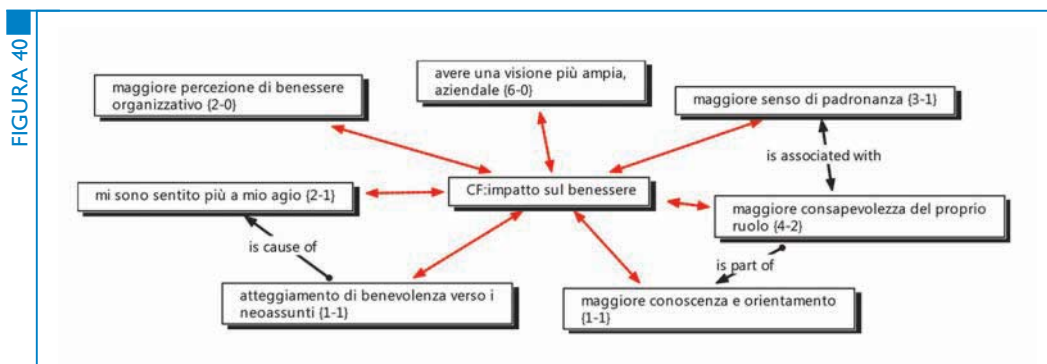 FIGURA 40
maggiore percezione di benessere
organizzativo {2-0}
avere una visione più ampia,
aziendale {6-0}
maggiore senso di padronanza {3-1}
is associated with
mi sono sentito più a mio agio {2-1}
CF:impatto sul benessere
maggiore consapevolezza del proprio
ruolo {4-2}
is cause of
is part of
atteggiamento di benevolenza verso i
neoassunti {1-1}
maggiore conoscenza e orientamento
{1-1}